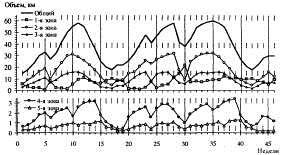 Объем, км
60
50
40
30
20
10
0
Общий
1-я зона
2-я зона
3-я зона
3
2
1
0
4-я зона
5-я зона
0 5 10 15 20 25 30 35 40 45
Недели